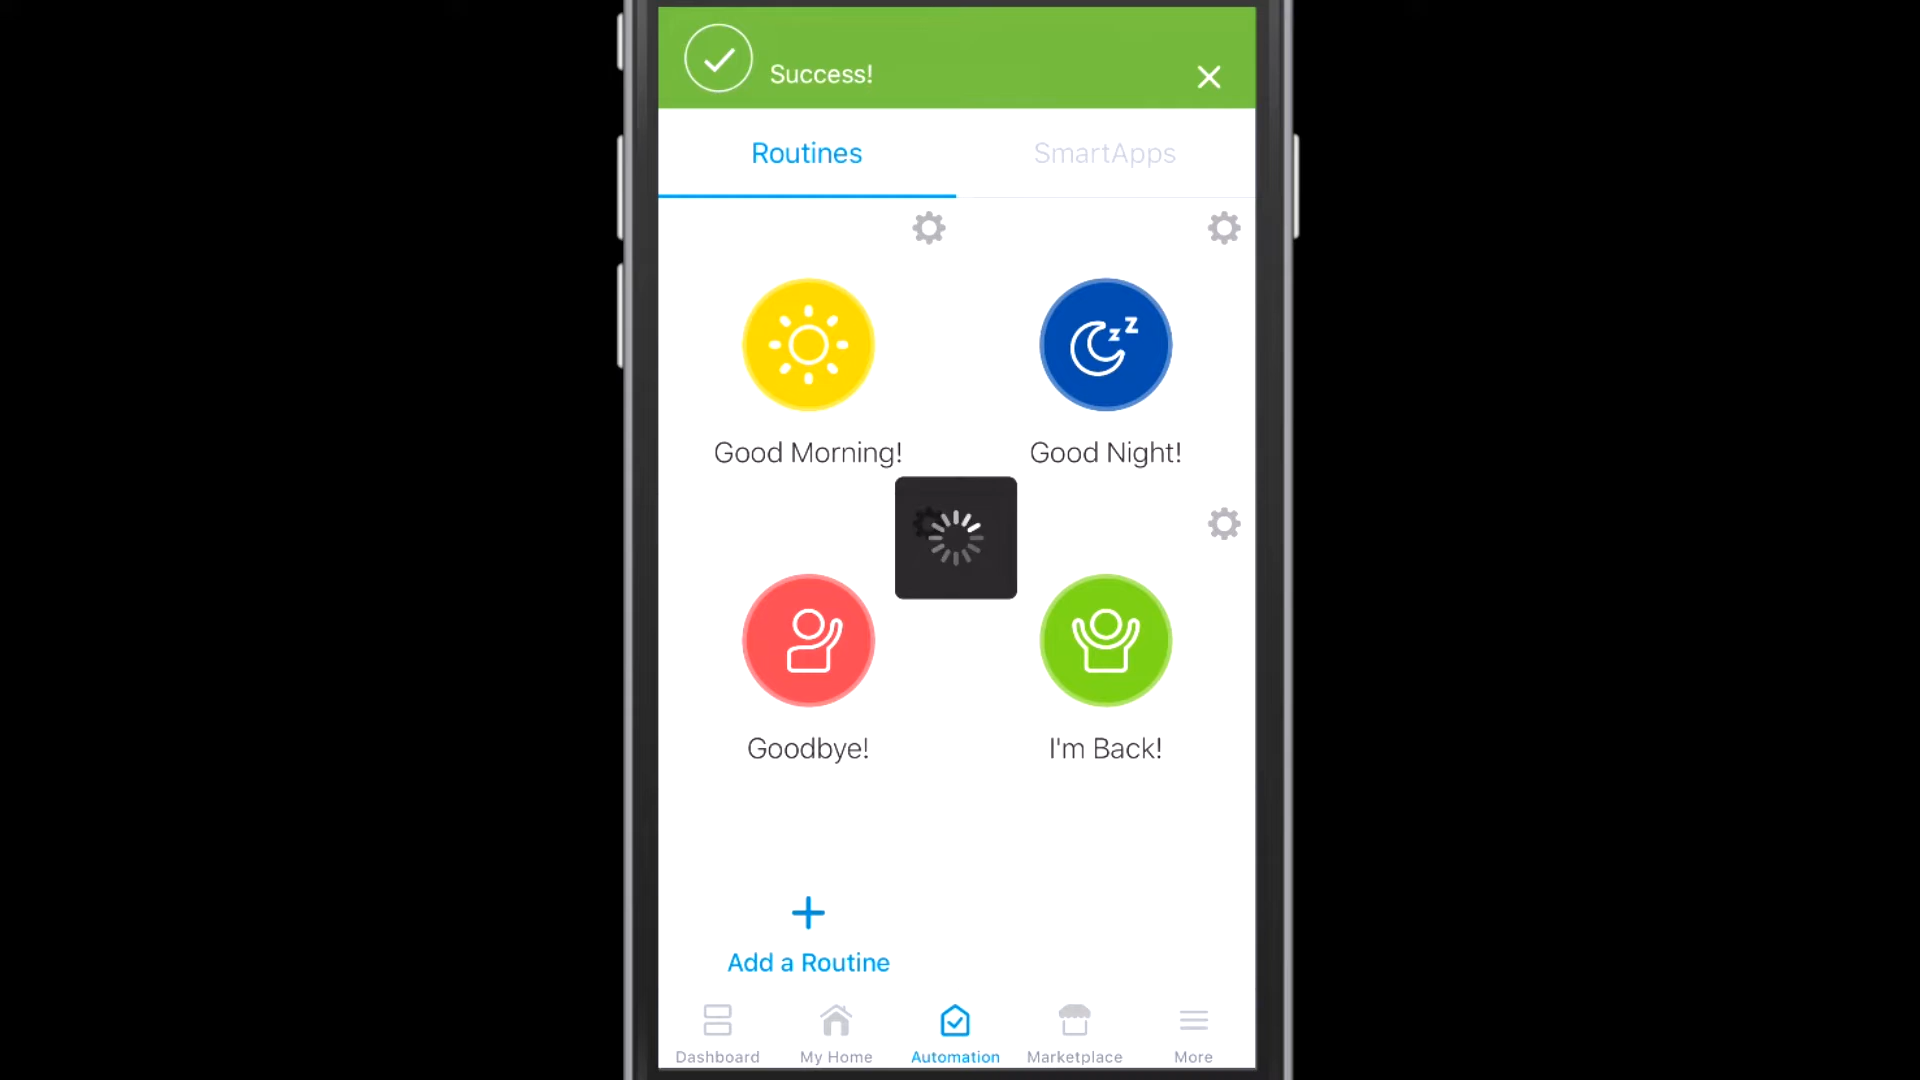 Success!
Routines
SmartApps
Good Morning!
Good Night!
Goodbye!
I'm Back!
Add a Routine
Dashboard
My Home
Automation
Marketplace
More